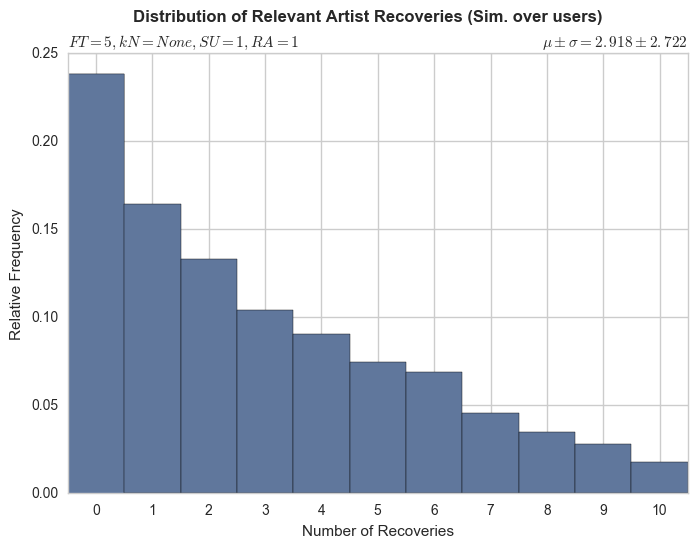 Distribution of Relevant Artist Recoveries (Sim. over users)
FT = 5, kN = None, SU = 1, RA = 1
μ ± σ = 2.918 ± 2.722
0.25
0.20
0.15
0.10
0.05
0.00
Relative Frequency
0 1 2 3 4 5 6 7 8 9 10
Number of Recoveries